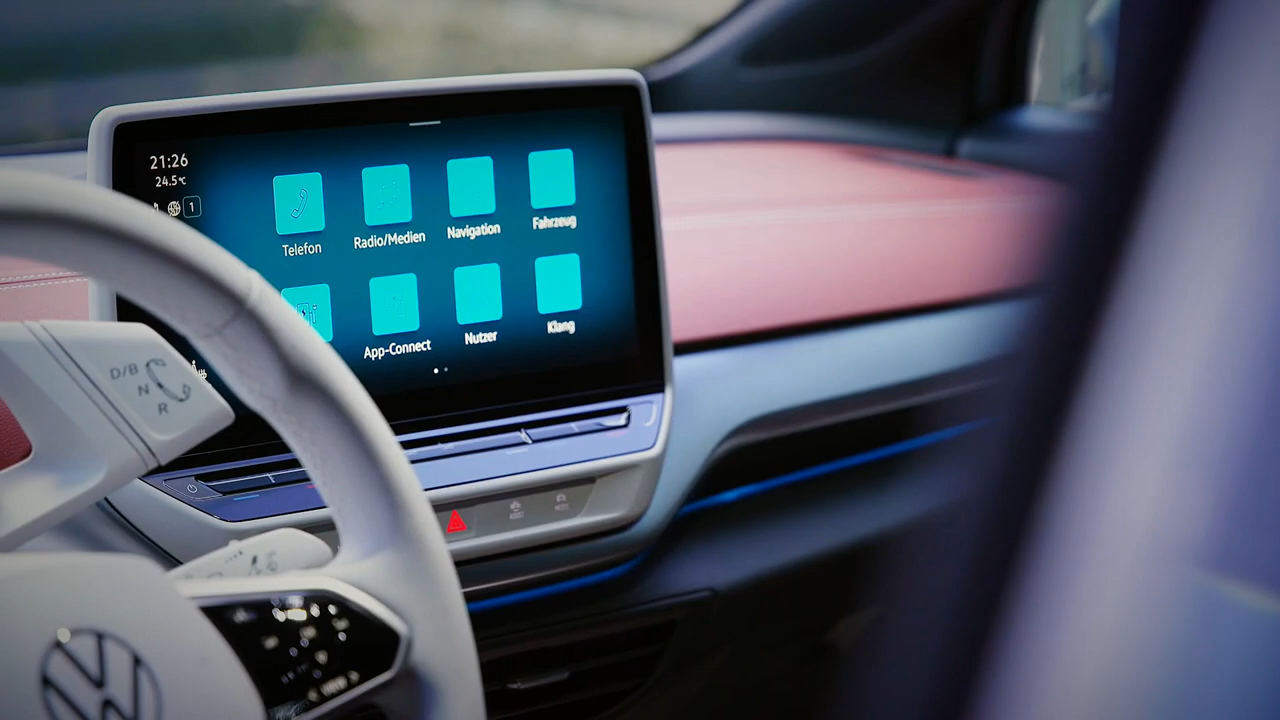 21:26
24.5°C
1
Telefon
Radio/Medien
Navigation
Fahrzeug
App-Connect
Nutzer
Klang
D/B
N
R